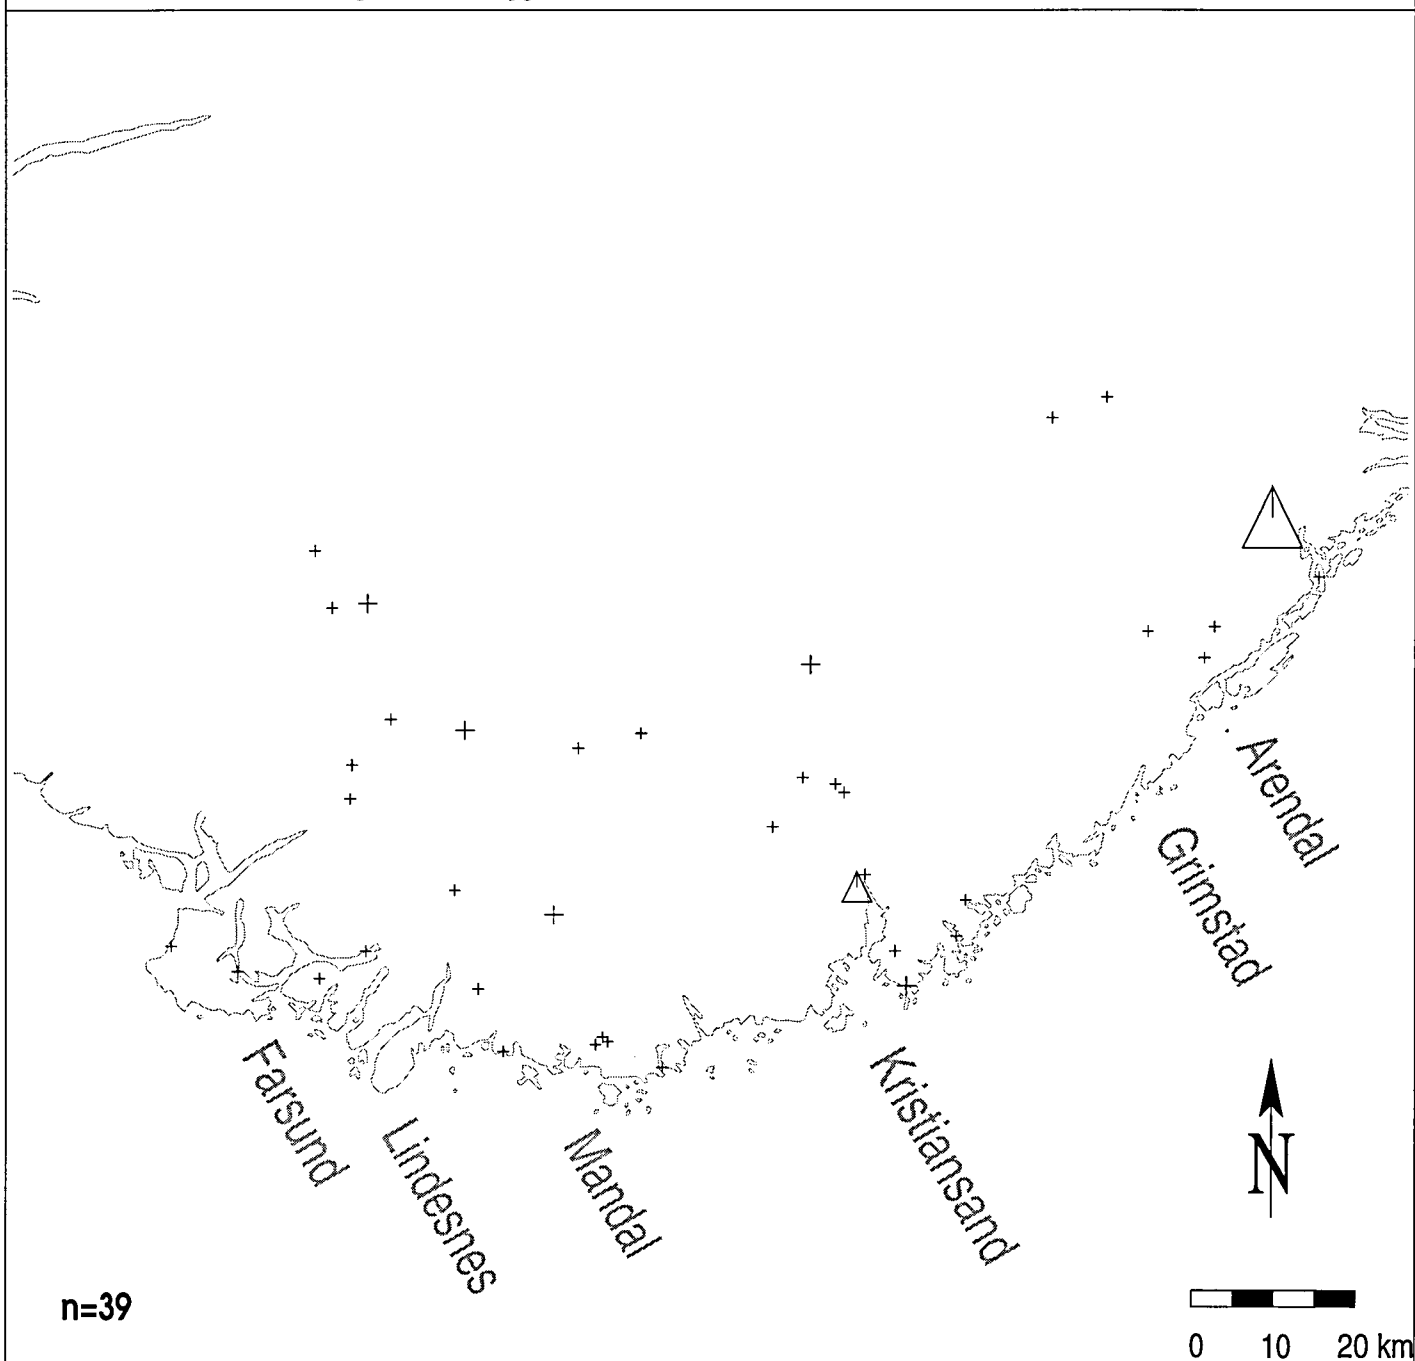 Farsund
Lindesnes
Mandal
Kristiansand
Grimstad
Arendal
N
n=39
0 10 20 km